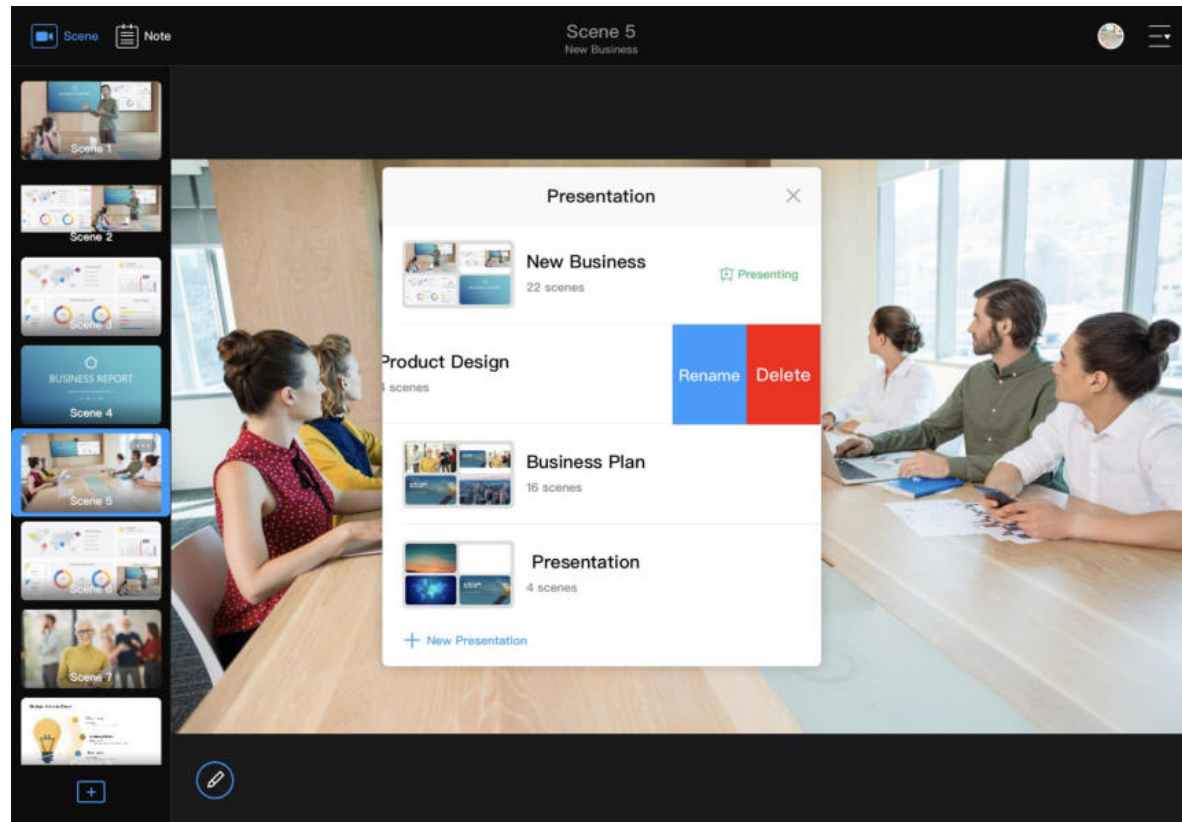 Scene
Note
Scene 5
New Business
Scene 1
Scene 2
Scene 3
BUSINESS REPORT
Scene 4
Scene 5
Scene 6
Scene 7
Presentation
New Business
22 scenes
Presenting
Product Design
scenes
Rename
Delete
Business Plan
16 scenes
Presentation
4 scenes
New Presentation